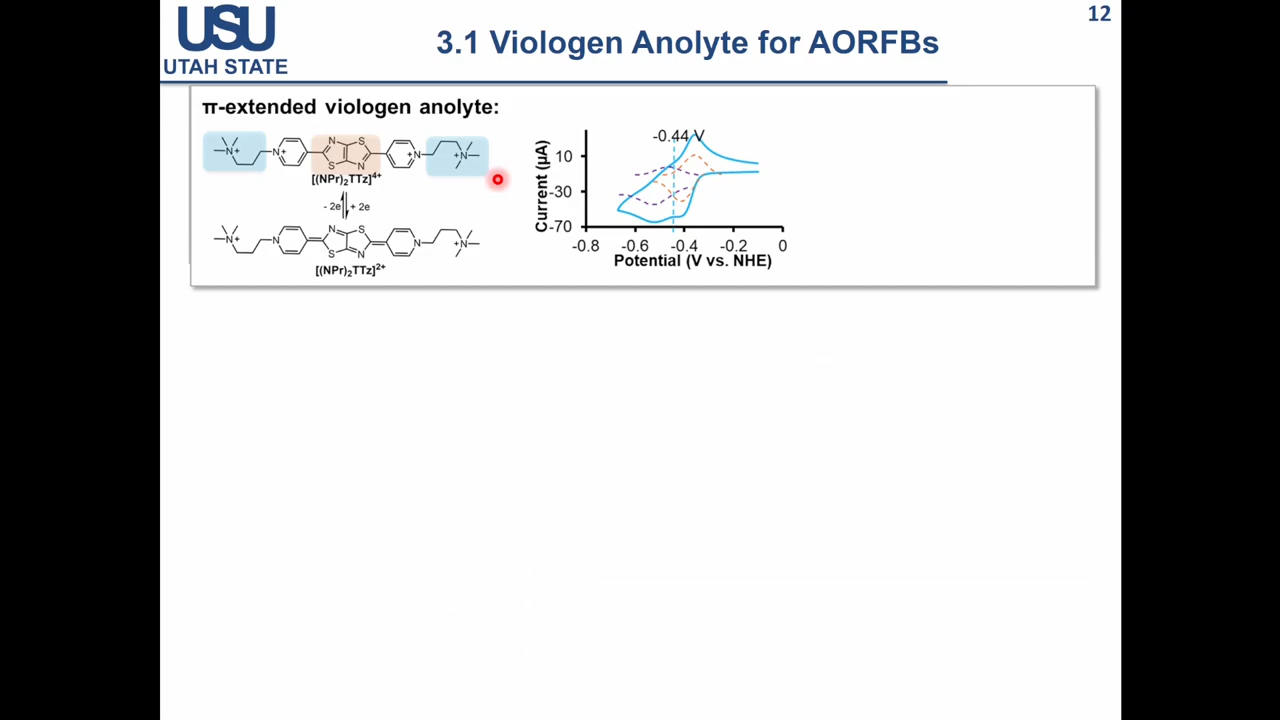 USU
UTAH STATE
3.1 Viologen Anolyte for AORFBs
12
π-extended viologen anolyte:
N+ N+ N S S N N+ N+
[(NPr)₂TTz]⁴⁺
- 2e + 2e
N+ N N S S N N N+
[(NPr)₂TTz]²⁺
-0.44 V
Current (µA)
10
-30
-70
-0.8 -0.6 -0.4 -0.2 0
Potential (V vs. NHE)